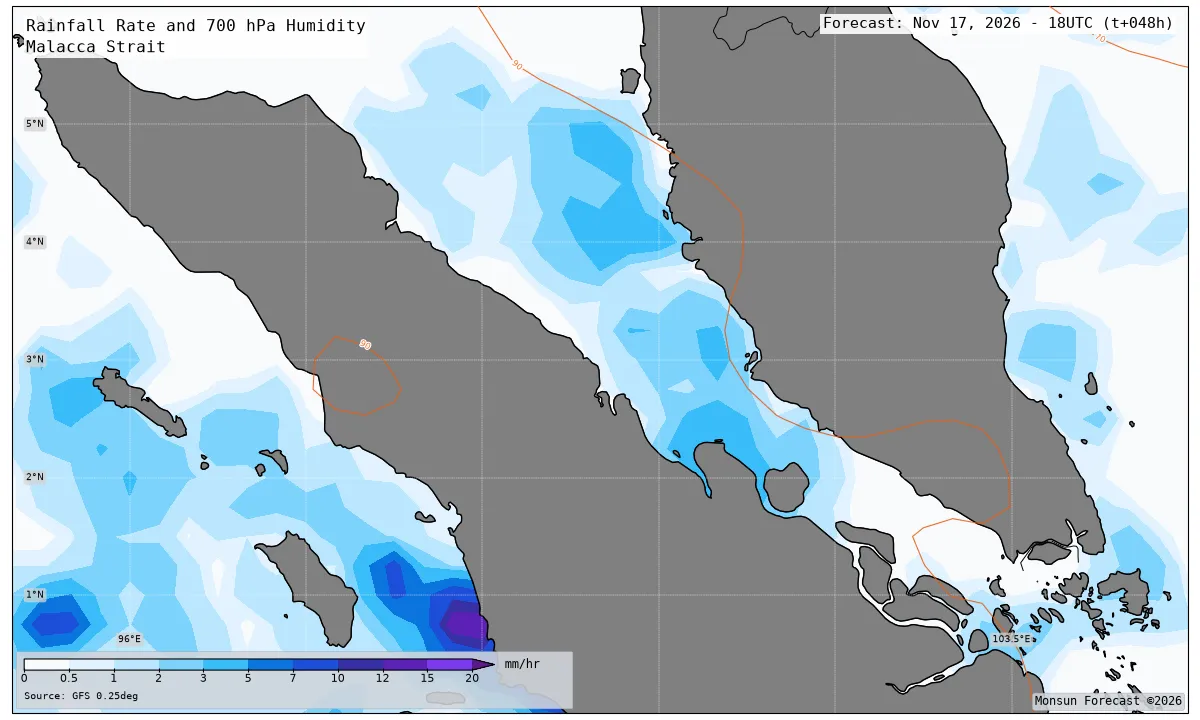 Rainfall Rate and 700 hPa Humidity
Malacca Strait
Forecast: Nov 17, 2026 - 18UTC (t+048h)
70
90
5°N
4°N
90
3°N
2°N
1°N
96°E
103.5°E
mm/hr
0 0.5 1 2 3 5 7 10 12 15 20
Source: GFS 0.25deg
Monsun Forecast ©2026